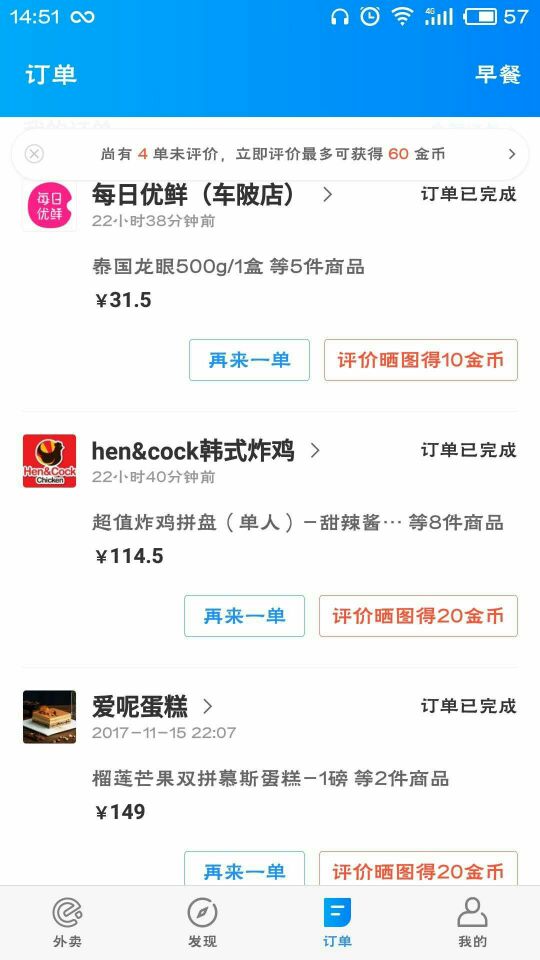 14:51
4G
57
订单
早餐
尚有 4 单未评价，立即评价最多可获得 60 金币
每日优鲜
每日优鲜（车陂店）
订单已完成
22小时38分钟前
泰国龙眼500g/1盒 等5件商品
¥31.5
再来一单
评价晒图得10金币
Hen&Cock
Chicken
hen&cock韩式炸鸡
订单已完成
22小时40分钟前
超值炸鸡拼盘（单人）-甜辣酱… 等8件商品
¥114.5
再来一单
评价晒图得20金币
爱呢蛋糕
订单已完成
2017-11-15 22:07
榴莲芒果双拼慕斯蛋糕-1磅 等2件商品
¥149
再来一单
评价晒图得20金币
外卖
发现
订单
我的